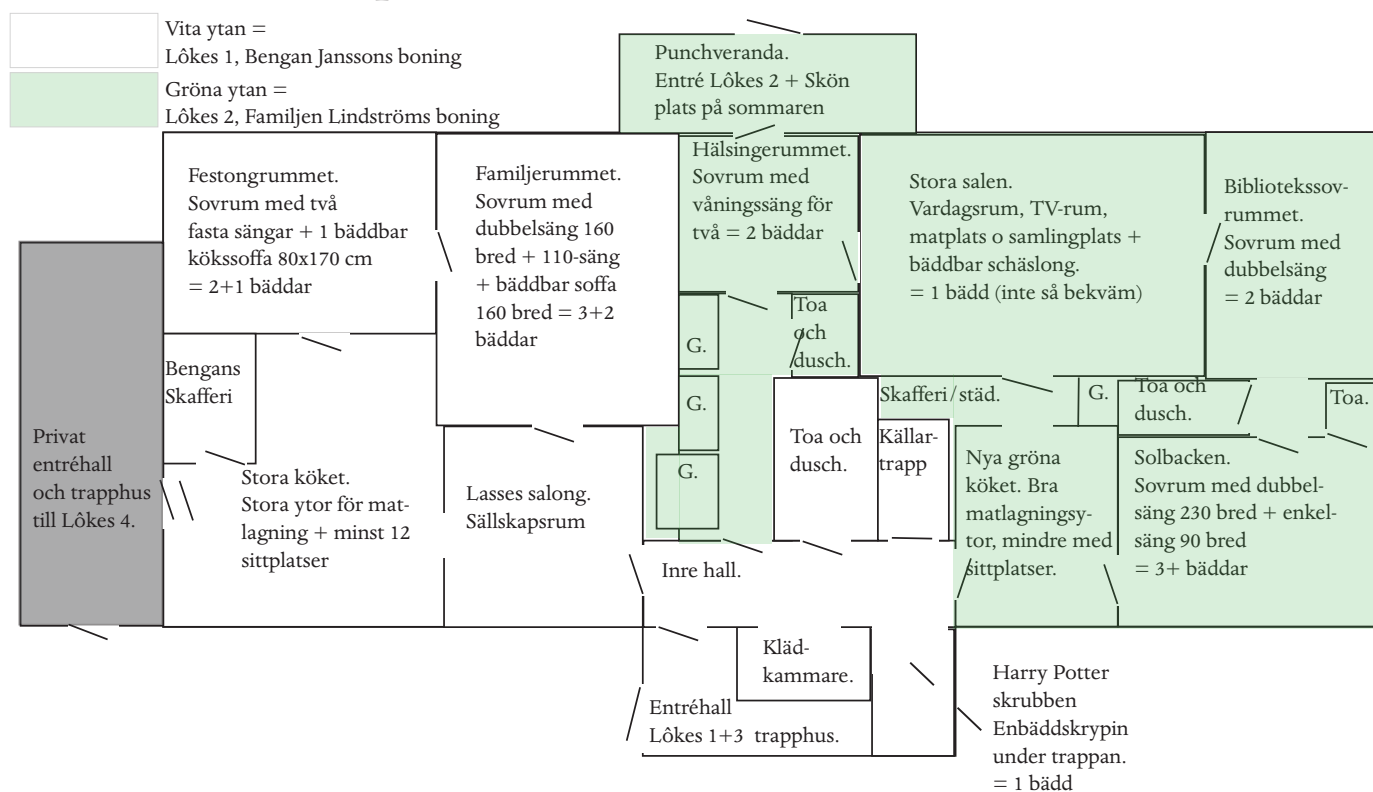 Vita ytan =
Lôkes 1, Bengan Janssons boning
Gröna ytan =
Lôkes 2, Familjen Lindströms boning
Punchveranda.
Entré Lôkes 2 + Skön
plats på sommaren
Festongrummet.
Sovrum med två
fasta sängar + 1 bäddbar
kökssoffa 80x170 cm
= 2+1 bäddar
Familjerummet.
Sovrum med
dubbelsäng 160
bred + 110-säng
+ bäddbar soffa
160 bred = 3+2
bäddar
Hälsingerummet.
Sovrum med
våningssäng för
två = 2 bäddar
Stora salen.
Vardagsrum, TV-rum,
matplats o samlingplats +
bäddbar schäslong.
= 1 bädd (inte så bekväm)
Bibliotekssov-
rummet.
Sovrum med
dubbelsäng
= 2 bäddar
G.
Toa
och
dusch.
Bengans
Skafferi
G.
Skafferi/städ.
G.
Toa och
dusch.
Toa.
Privat
entréhall
och trapphus
till Lôkes 4.
Stora köket.
Stora ytor för mat-
lagning + minst 12
sittplatser
Lasses salong.
Sällskapsrum
G.
Toa och
dusch.
Källar-
trapp
Nya gröna
köket. Bra
matlagningsy-
tor, mindre med
sittplatser.
Solbacken.
Sovrum med dubbel-
säng 230 bred + enkel-
säng 90 bred
= 3+ bäddar
Inre hall.
Kläd-
kammare.
Entréhall
Lôkes 1+3 trapphus.
Harry Potter
skrubben
Enbäddskrypin
under trappan.
= 1 bädd